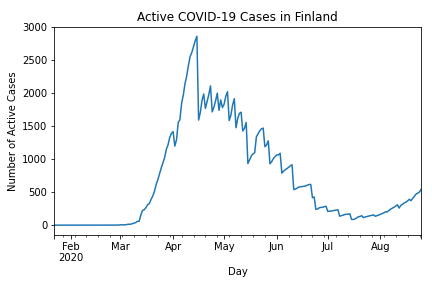 Active COVID-19 Cases in Finland
Number of Active Cases
3000
2500
2000
1500
1000
500
0
Feb Mar Apr May Jun Jul Aug
2020
Day